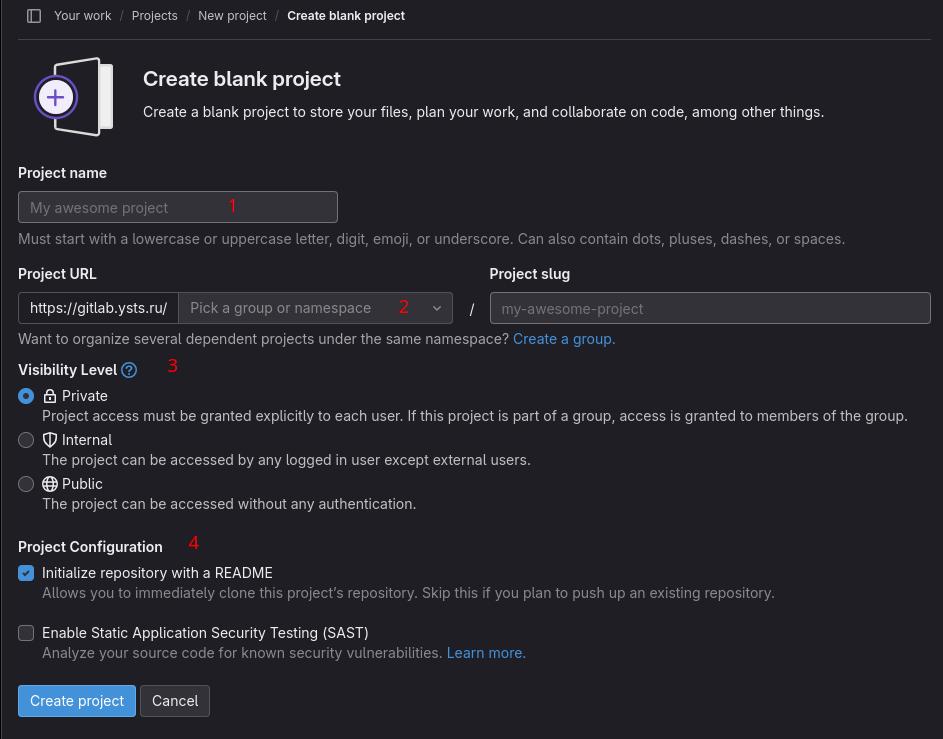 Your work / Projects / New project / Create blank project
Create blank project
Create a blank project to store your files, plan your work, and collaborate on code, among other things.
Project name
My awesome project 1
Must start with a lowercase or uppercase letter, digit, emoji, or underscore. Can also contain dots, pluses, dashes, or spaces.
Project URL Project slug
https://gitlab.ysts.ru/ Pick a group or namespace 2 / my-awesome-project
Want to organize several dependent projects under the same namespace? Create a group.
Visibility Level ? 3
Private
Project access must be granted explicitly to each user. If this project is part of a group, access is granted to members of the group.
Internal
The project can be accessed by any logged in user except external users.
Public
The project can be accessed without any authentication.
Project Configuration 4
Initialize repository with a README
Allows you to immediately clone this project's repository. Skip this if you plan to push up an existing repository.
Enable Static Application Security Testing (SAST)
Analyze your source code for known security vulnerabilities. Learn more.
Create project Cancel